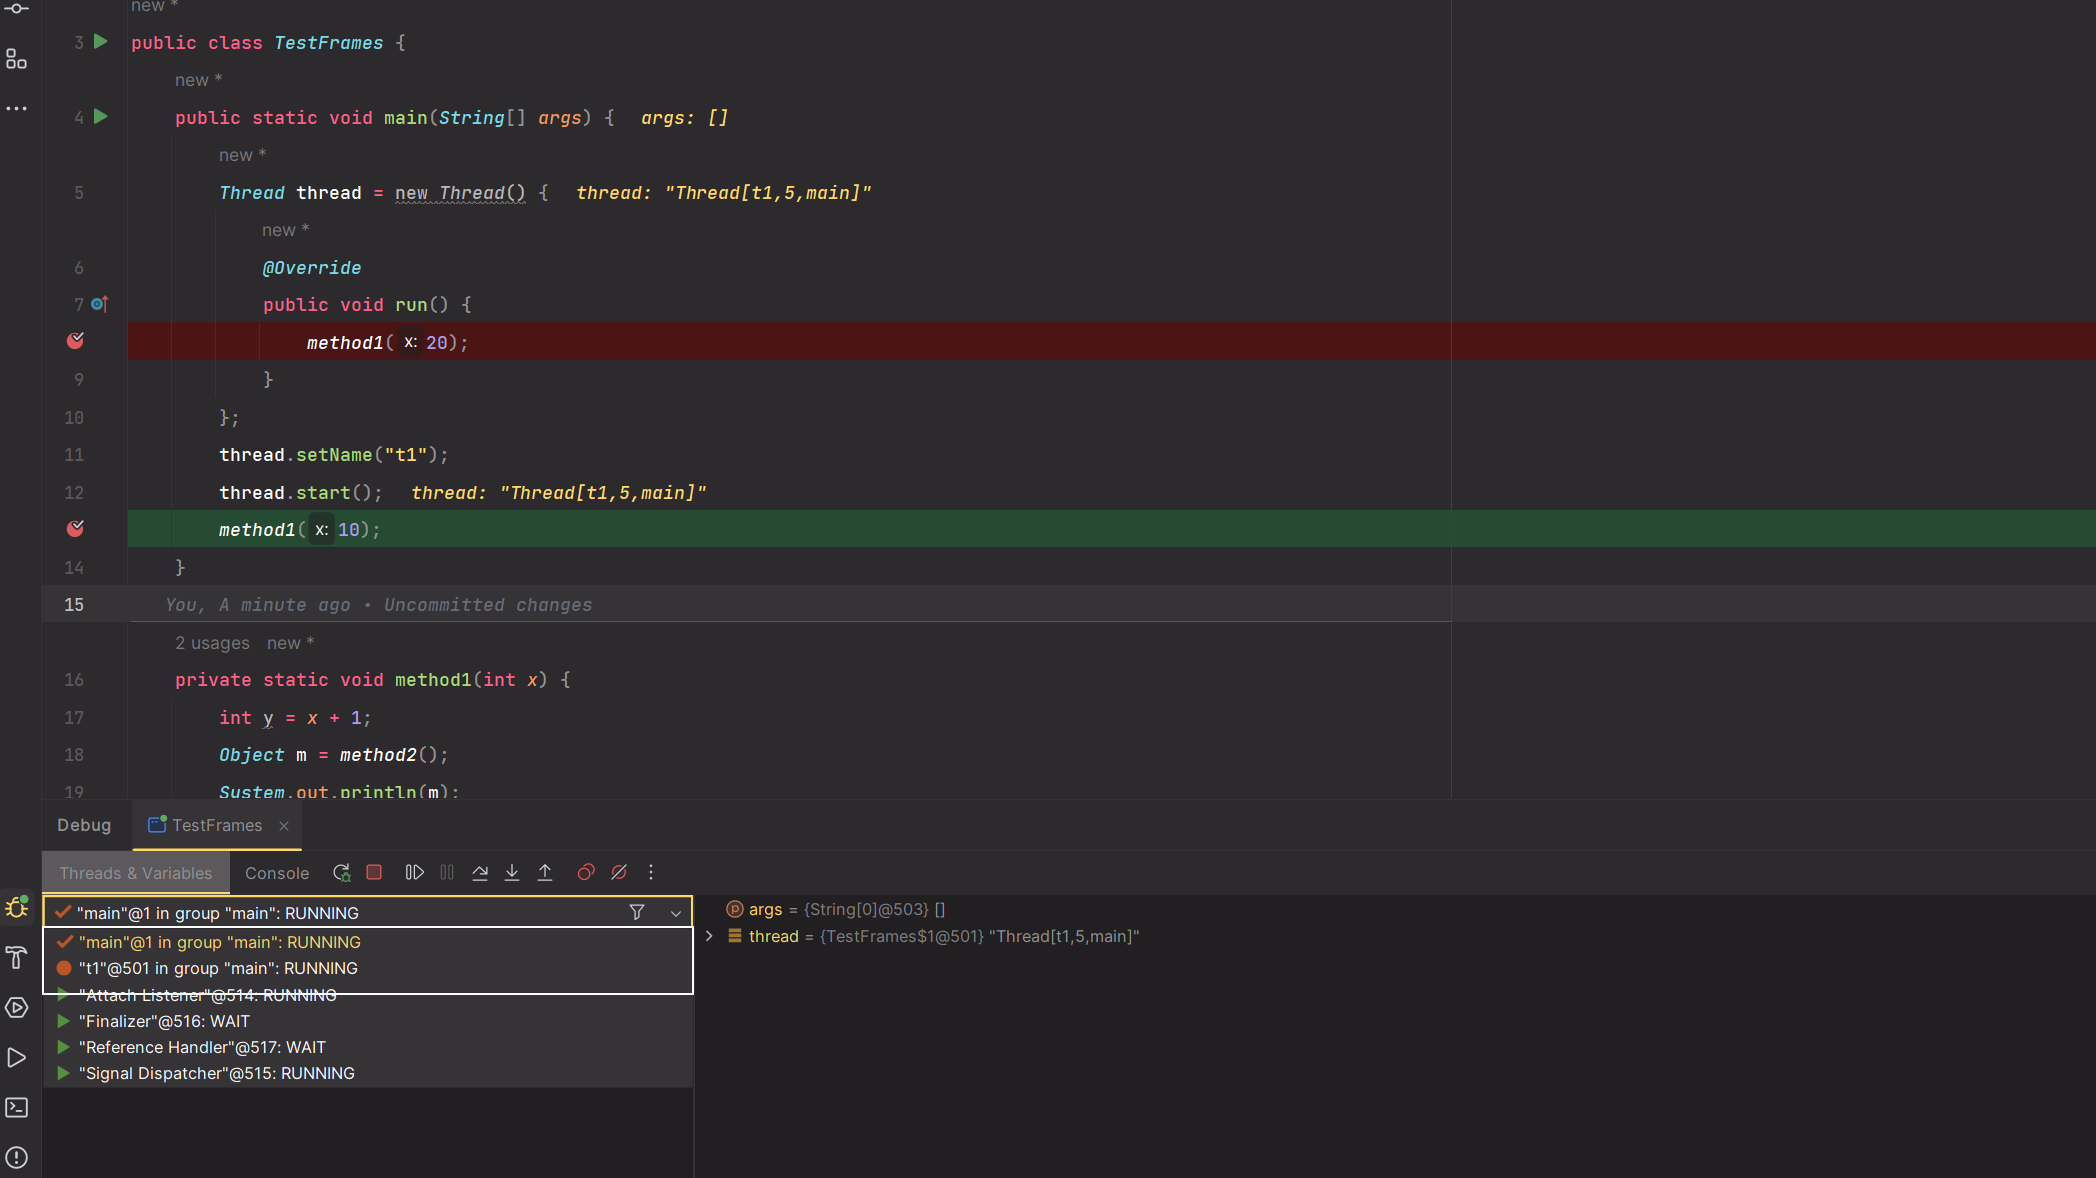 new *
3 public class TestFrames {
new *
4 public static void main(String[] args) { args: []
new *
5 Thread thread = new Thread() { thread: "Thread[t1,5,main]"
new *
6 @Override
7 public void run() {
method1( x: 20);
9 }
10 };
11 thread.setName("t1");
12 thread.start(); thread: "Thread[t1,5,main]"
method1( x: 10);
14 }
15 You, A minute ago • Uncommitted changes
2 usages new *
16 private static void method1(int x) {
17 int y = x + 1;
18 Object m = method2();
19 System.out.println(m);
Debug TestFrames
Threads & Variables Console
"main"@1 in group "main": RUNNING
"main"@1 in group "main": RUNNING
"t1"@501 in group "main": RUNNING
"Attach Listener"@514: RUNNING
"Finalizer"@516: WAIT
"Reference Handler"@517: WAIT
"Signal Dispatcher"@515: RUNNING
args = {String[0]@503} []
thread = {TestFrames$1@501} "Thread[t1,5,main]"